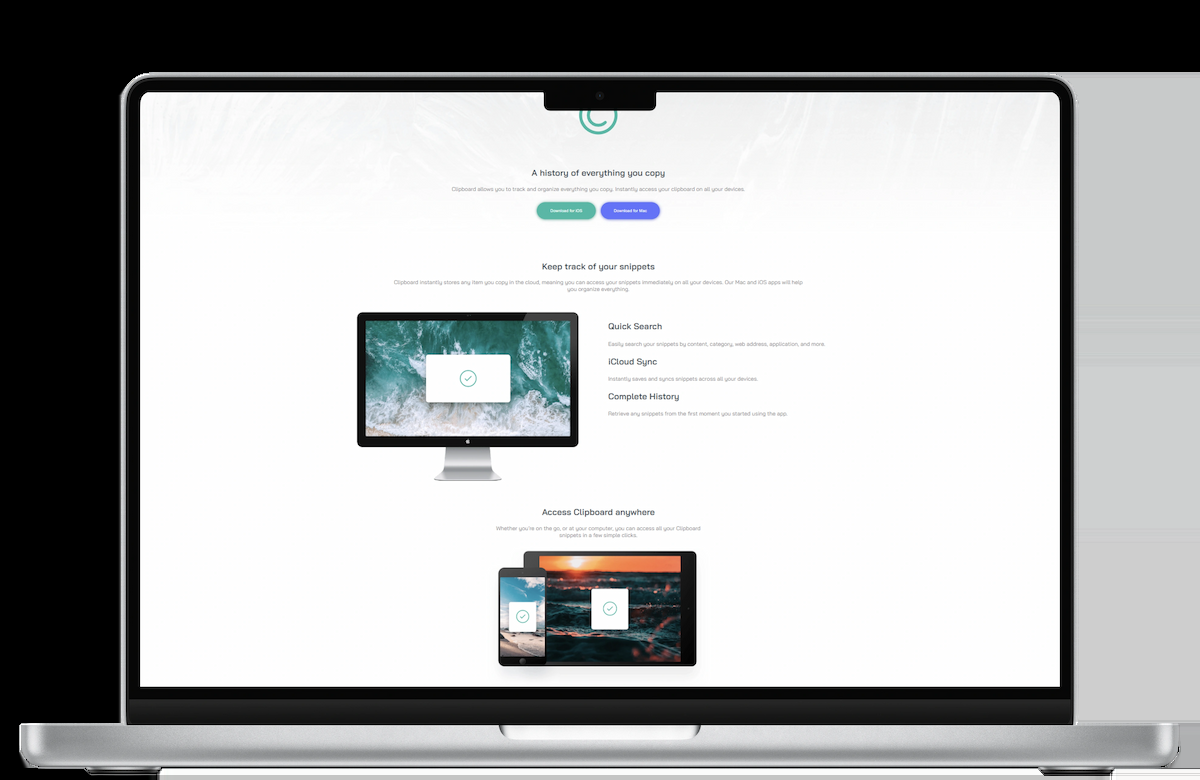 A history of everything you copy
Clipboard allows you to track and organize everything you copy. Instantly access your clipboard on all your devices.
Download for iOS
Download for Mac
Keep track of your snippets
Clipboard instantly stores any item you copy in the cloud, meaning you can access your snippets immediately on all your devices. Our Mac and iOS apps will help
you organize everything.
Quick Search
Easily search your snippets by content, category, web address, application, and more.
iCloud Sync
Instantly saves and syncs snippets across all your devices.
Complete History
Retrieve any snippets from the first moment you started using the app.
Access Clipboard anywhere
Whether you're on the go, or at your computer, you can access all your Clipboard
snippets in a few simple clicks.